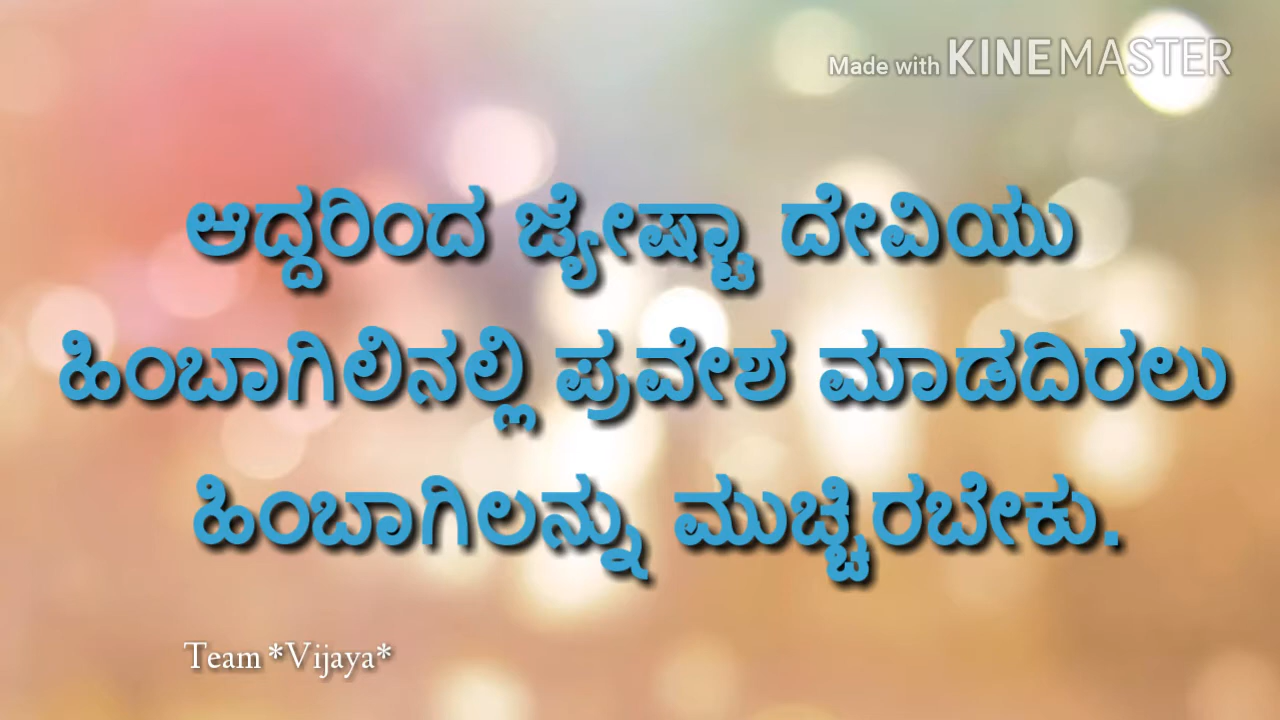 Made with KINEMASTER
ಆದ್ದರಿಂದ ಜ್ಯೇಷ್ಟಾ ದೇವಿಯು
ಹಿಂಬಾಗಿಲಿನಲ್ಲಿ ಪ್ರವೇಶ ಮಾಡದಿರಲು
ಹಿಂಬಾಗಿಲನ್ನು ಮುಚ್ಚಿರಬೇಕು.
Team *Vijaya*